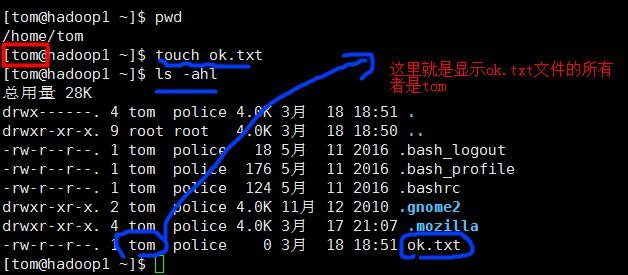 [tom@hadoop1 ~]$ pwd
/home/tom
[tom@hadoop1 ~]$ touch ok.txt
[tom@hadoop1 ~]$ ls -ahl
这里就是显示ok.txt文件的所有
者是tom
总用量 28K
drwx------. 4 tom police 4.0K 3月 18 18:51 .
drwxr-xr-x. 9 root root 4.0K 3月 18 18:50 ..
-rw-r--r--. 1 tom police 18 5月 11 2016 .bash_logout
-rw-r--r--. 1 tom police 176 5月 11 2016 .bash_profile
-rw-r--r--. 1 tom police 124 5月 11 2016 .bashrc
drwxr-xr-x. 2 tom police 4.0K 11月 12 2010 .gnome2
drwxr-xr-x. 4 tom police 4.0K 3月 17 21:07 .mozilla
-rw-r--r--. 1 tom police 0 3月 18 18:51 ok.txt
[tom@hadoop1 ~]$